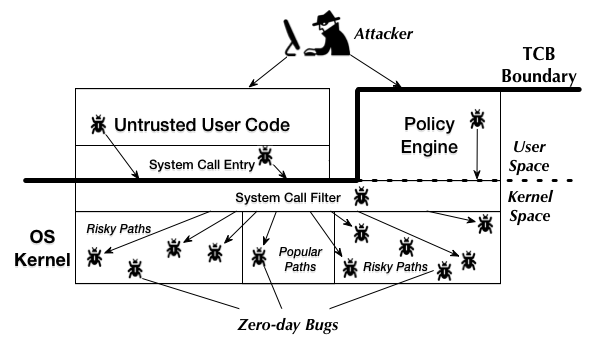 Attacker
TCB
Boundary
Untrusted User Code
Policy
Engine
User
Space
System Call Entry
Kernel
Space
System Call Filter
OS
Kernel
Risky Paths
Popular
Paths
Risky Paths
Zero-day Bugs